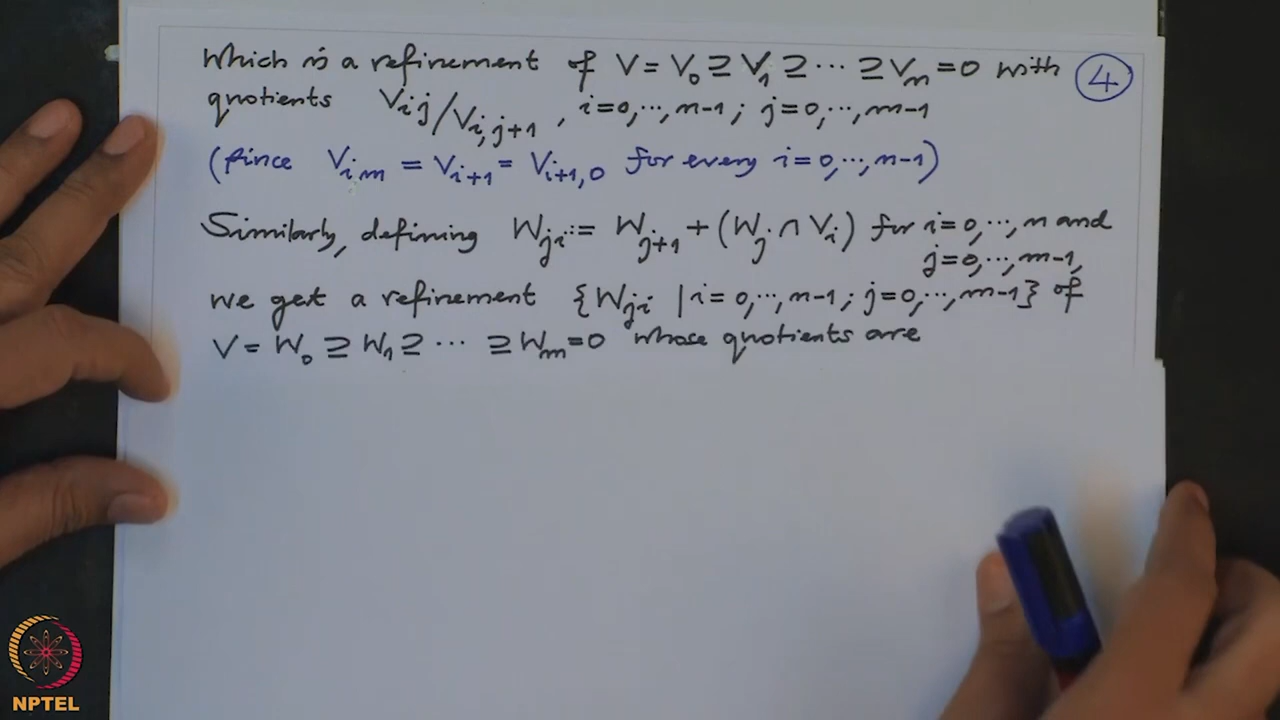 which is a refinement of V = V₀ ⊇ V₁ ⊇ ⋯ ⊇ Vₘ = 0 with ④
quotients Vᵢⱼ/Vᵢ,ⱼ₊₁ , i=0,⋯,n-1 ; j=0,⋯,m-1
(since Vᵢₘ = Vᵢ₊₁ = Vᵢ₊₁,₀ for every i=0,⋯,n-1)
Similarly, defining Wⱼᵢ := Wⱼ₊₁ + (Wⱼ ∩ Vᵢ) for i=0,⋯,n and
j=0,⋯,m-1,
we get a refinement {Wⱼᵢ | i=0,⋯,n-1 ; j=0,⋯,m-1} of
V = W₀ ⊇ W₁ ⊇ ⋯ ⊇ Wₘ = 0 whose quotients are
NPTEL